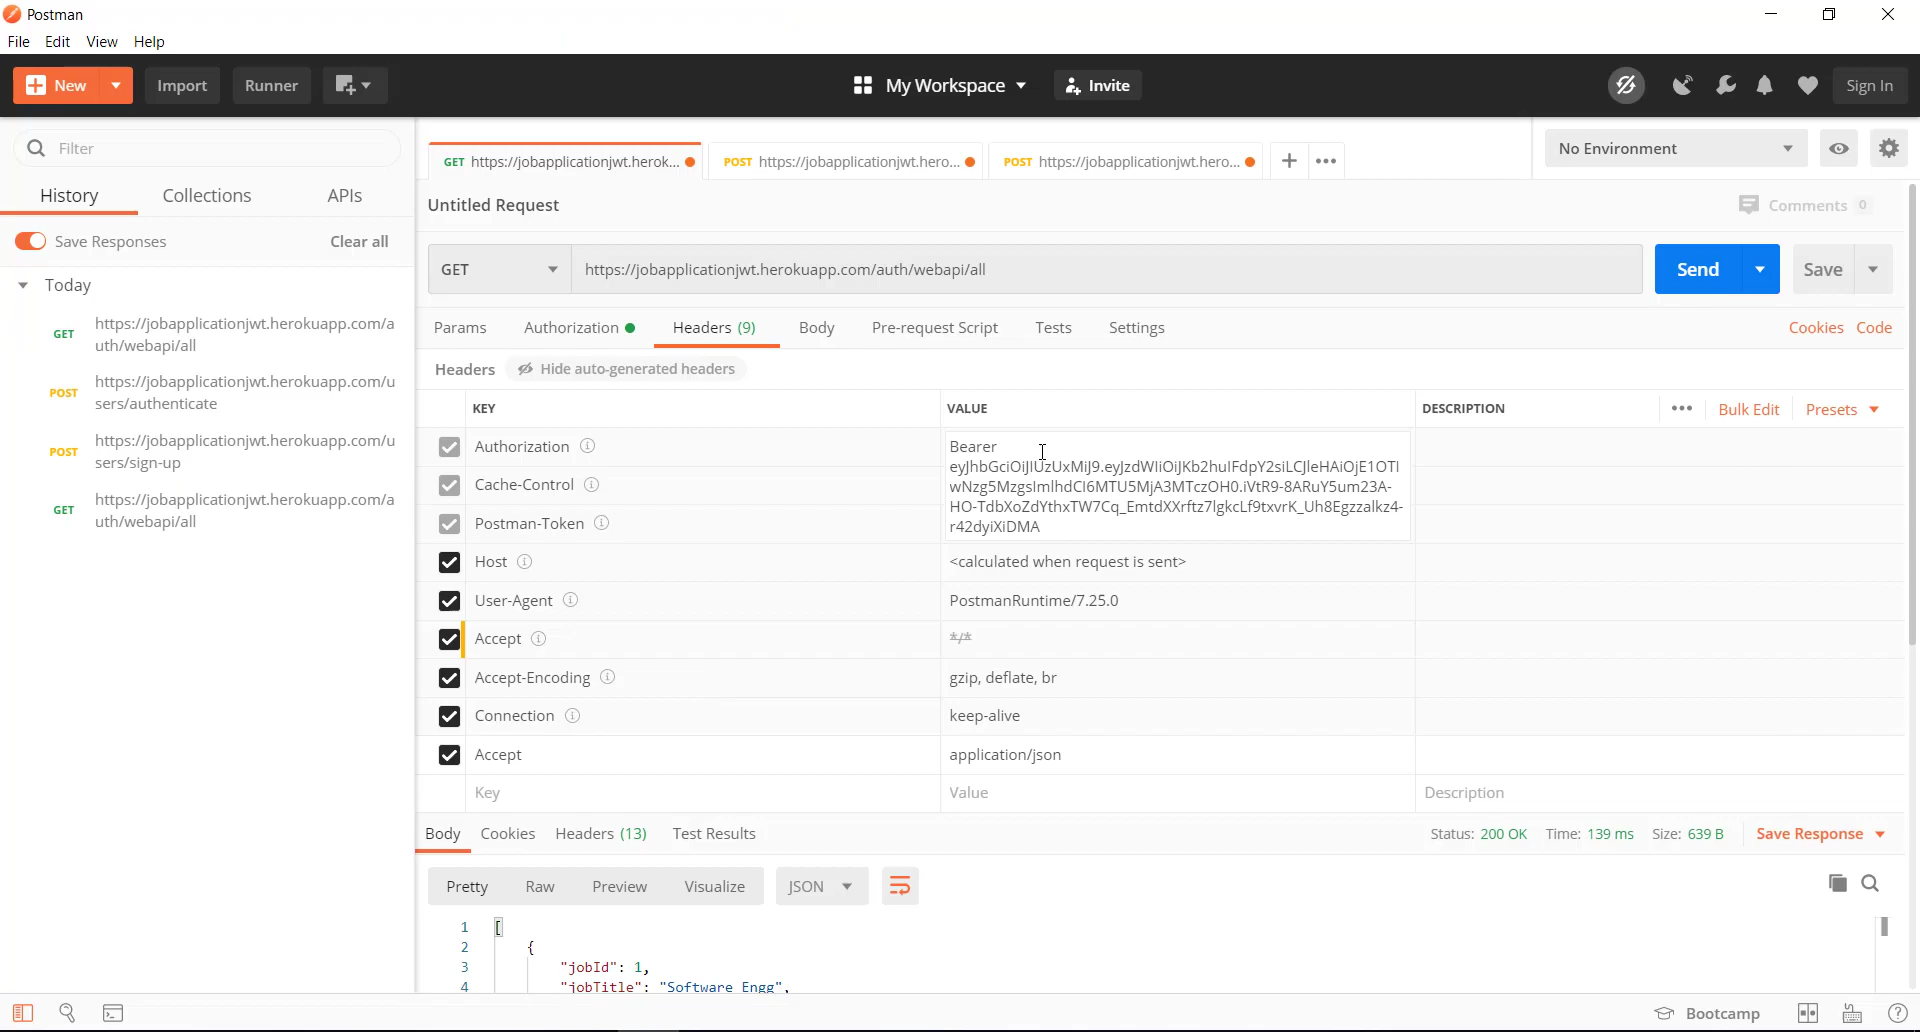 Postman
File Edit View Help
New Import Runner My Workspace Invite Sign In
Filter
History Collections APIs
Save Responses Clear all
Today
GET https://jobapplicationjwt.herokuapp.com/a
uth/webapi/all
POST https://jobapplicationjwt.herokuapp.com/u
sers/authenticate
POST https://jobapplicationjwt.herokuapp.com/u
sers/sign-up
GET https://jobapplicationjwt.herokuapp.com/a
uth/webapi/all
GET https://jobapplicationjwt.herok... POST https://jobapplicationjwt.hero... POST https://jobapplicationjwt.hero... No Environment
Untitled Request Comments 0
GET https://jobapplicationjwt.herokuapp.com/auth/webapi/all Send Save
Params Authorization Headers (9) Body Pre-request Script Tests Settings Cookies Code
Headers Hide auto-generated headers
KEY VALUE DESCRIPTION Bulk Edit Presets
Authorization Bearer
eyJhbGciOiJIUzUxMiJ9.eyJzdWIiOiJKb2huIFdpY2siLCJleHAiOjE1OTI
Cache-Control wNzg5MzgsImlhdCI6MTU5MjA3MTczOH0.iVtR9-8ARuY5um23A-
HO-TdbXoZdYthxTW7Cq_EmtdXXrftz7lgkcLf9txvrK_Uh8Egzzalkz4-
Postman-Token r42dyiXiDMA
Host <calculated when request is sent>
User-Agent PostmanRuntime/7.25.0
Accept */*
Accept-Encoding gzip, deflate, br
Connection keep-alive
Accept application/json
Key Value Description
Body Cookies Headers (13) Test Results Status: 200 OK Time: 139 ms Size: 639 B Save Response
Pretty Raw Preview Visualize JSON
1 [
2 {
3 "jobId": 1,
4 "jobTitle": "Software Engg",
Bootcamp